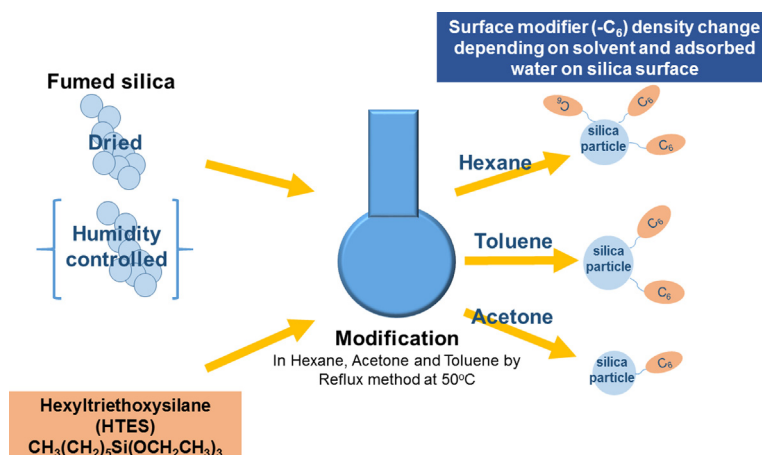 Surface modifier (-C₆) density change
depending on solvent and adsorbed
water on silica surface
Fumed silica
Dried
Humidity
controlled
Hexyltriethoxysilane
(HTES)
CH₃(CH₂)₅Si(OCH₂CH₃)₃
Modification
In Hexane, Acetone and Toluene by
Reflux method at 50⁰C
Hexane
C₆
C₆
silica
particle
C₆
Toluene
C₆
silica
particle
C₆
Acetone
silica
particle
C₆